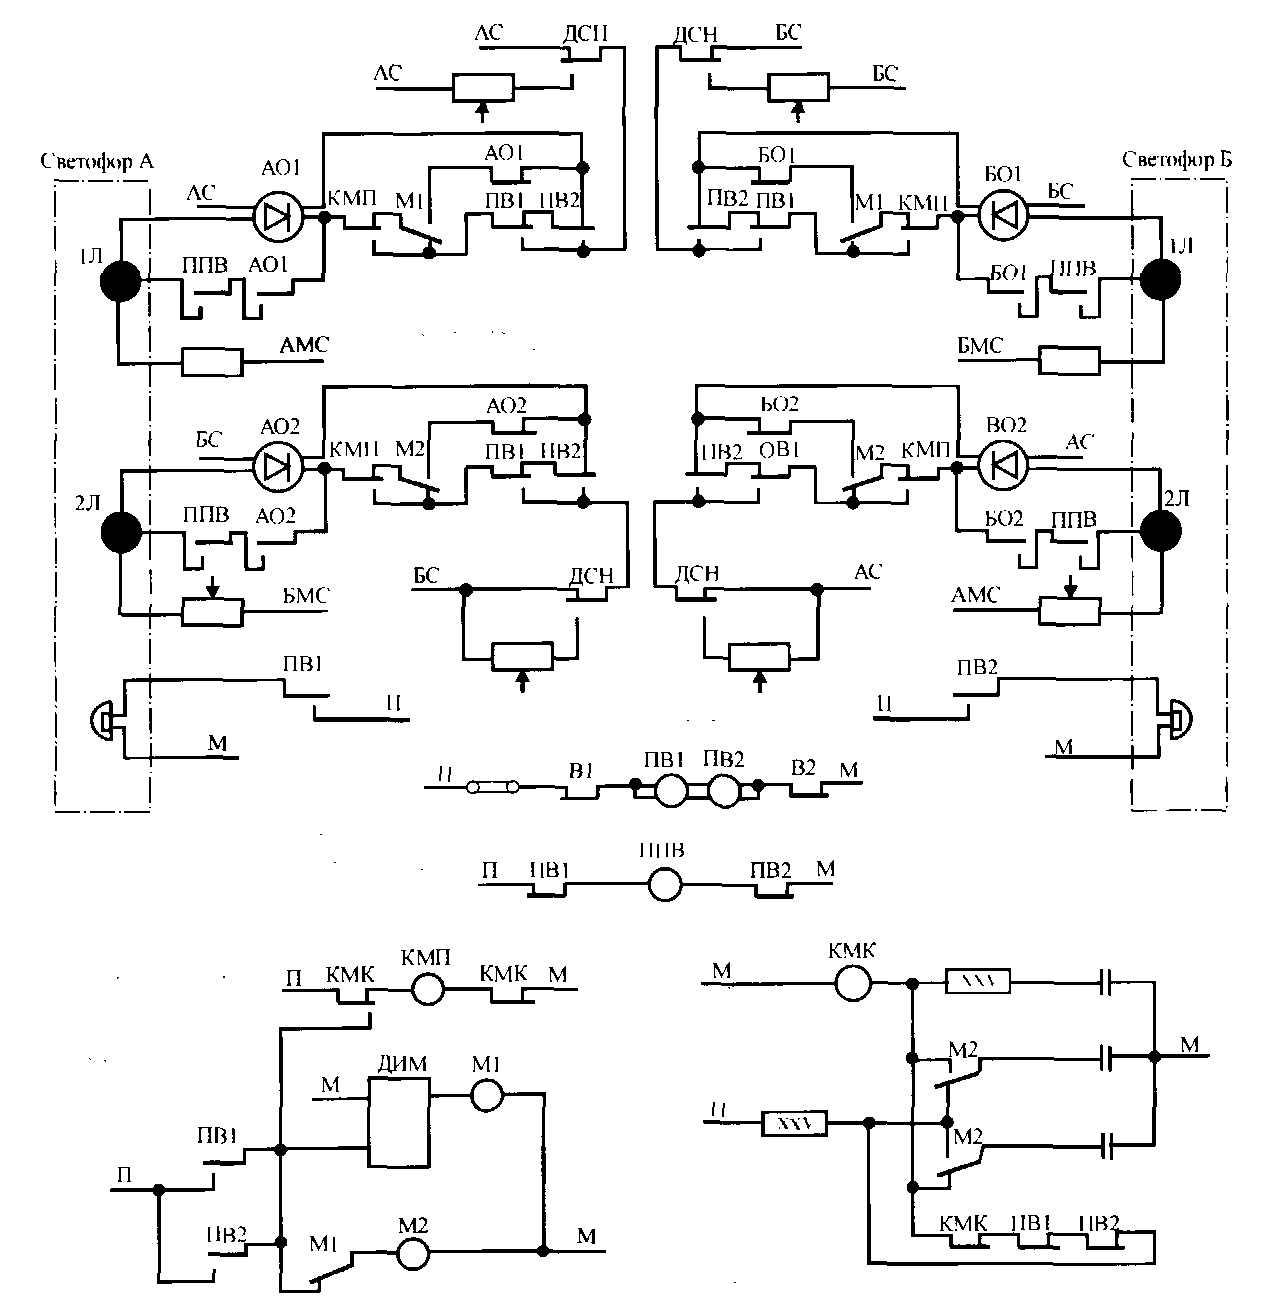 АС
ДСН
ДСН
БС
АС
БС
Светофор А
АО1
АО1
БО1
БО1
Светофор Б
АС
КМП
М1
ПВ1
ПВ2
ПВ2
ПВ1
М1
КМП
БС
1Л
ППВ
АО1
БО1
ППВ
1Л
АМС
БМС
АО2
АО2
БО2
ВО2
БС
КМП
М2
ПВ1
ПВ2
ПВ2
ОВ1
М2
КМП
АС
2Л
ППВ
АО2
БО2
ППВ
2Л
БМС
БС
ДСН
ДСН
АС
АМС
ПВ1
П
ПВ2
П
М
М
П
В1
ПВ1
ПВ2
В2
М
ППВ
П
ПВ1
ПВ2
М
КМП
КМК
П
КМК
КМК
М
М
XXV
ДИМ
М1
М2
М
М
П
XXV
ПВ1
М2
П
ПВ2
М1
М2
М
КМК
ПВ1
ПВ2